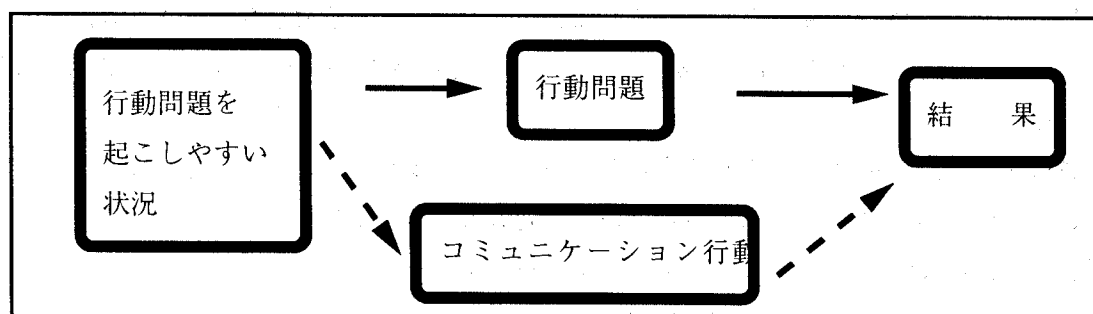 行動問題を
起こしやすい
状況
行動問題
結　果
コミュニケーション行動